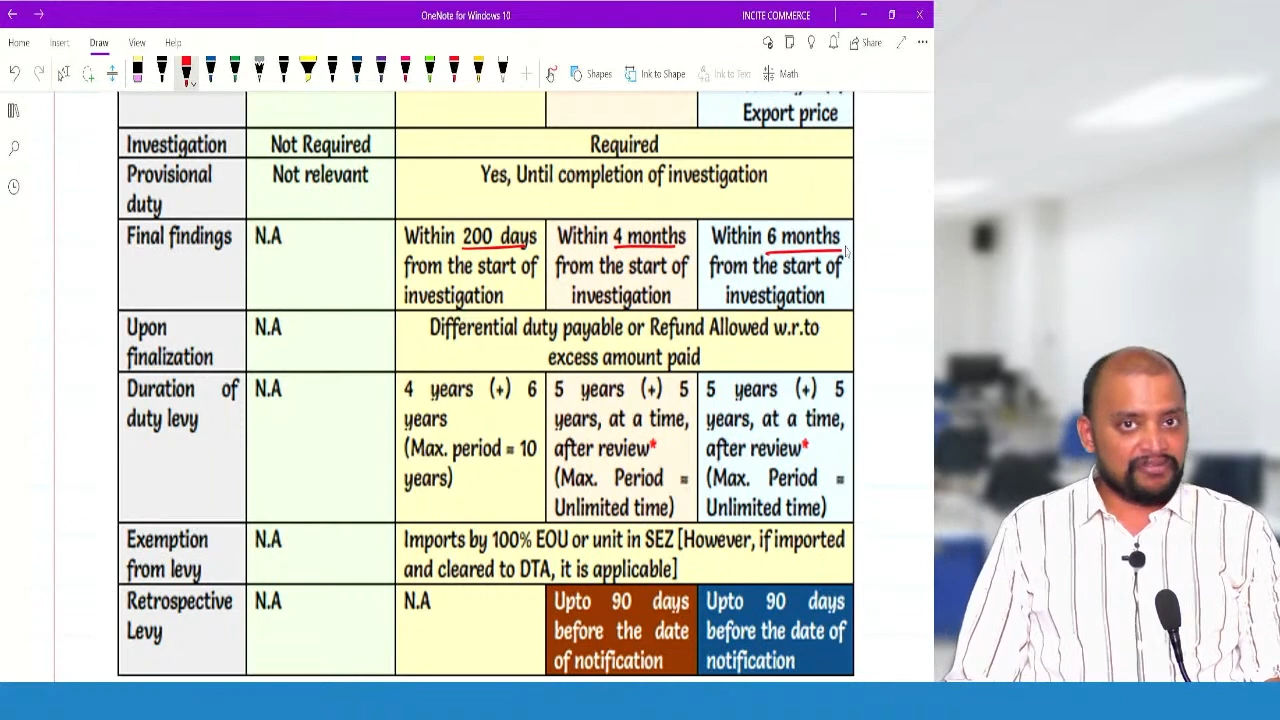 OneNote for Windows 10
INCITE COMMERCE
Home Insert Draw View Help
Share
Shapes Ink to Shape Ink to Text Math
Export price
Investigation Not Required Required
Provisional
duty
Not relevant
Yes, Until completion of investigation
Final findings
N.A
Within 200 days
from the start of
investigation
Within 4 months
from the start of
investigation
Within 6 months
from the start of
investigation
Upon
finalization
N.A
Differential duty payable or Refund Allowed w.r.to
excess amount paid
Duration of
duty levy
N.A
4 years (+) 6
years
(Max. period = 10
years)
5 years (+) 5
years, at a time,
after review*
(Max. Period =
Unlimited time)
5 years (+) 5
years, at a time,
after review*
(Max. Period =
Unlimited time)
Exemption
from levy
N.A
Imports by 100% EOU or unit in SEZ [However, if imported
and cleared to DTA, it is applicable]
Retrospective
Levy
N.A
N.A
Upto 90 days
before the date
of notification
Upto 90 days
before the date of
notification